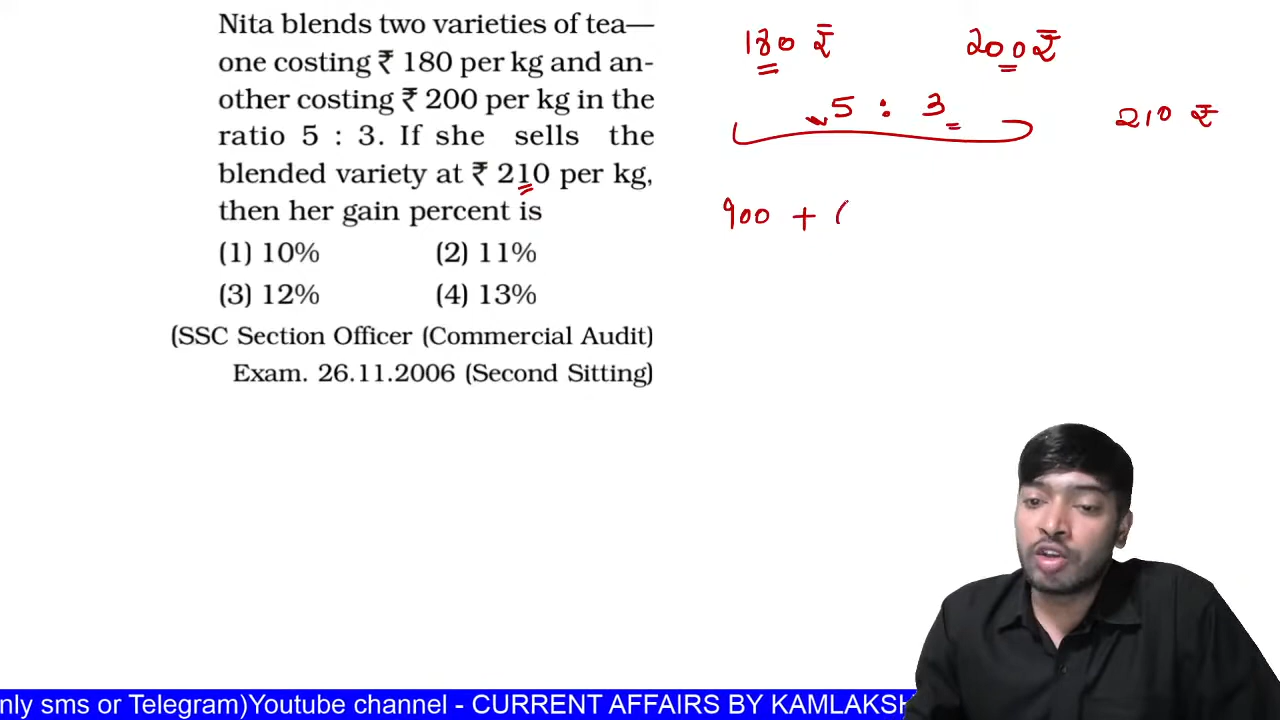 Nita blends two varieties of tea—
one costing ₹ 180 per kg and an-
other costing ₹ 200 per kg in the
ratio 5 : 3. If she sells the
blended variety at ₹ 210 per kg,
then her gain percent is
(1) 10% (2) 11%
(3) 12% (4) 13%
(SSC Section Officer (Commercial Audit)
Exam. 26.11.2006 (Second Sitting)
180 ₹ 200 ₹
5 : 3 210 ₹
900 + (
nly sms or Telegram)Youtube channel - CURRENT AFFAIRS BY KAMLAKSH